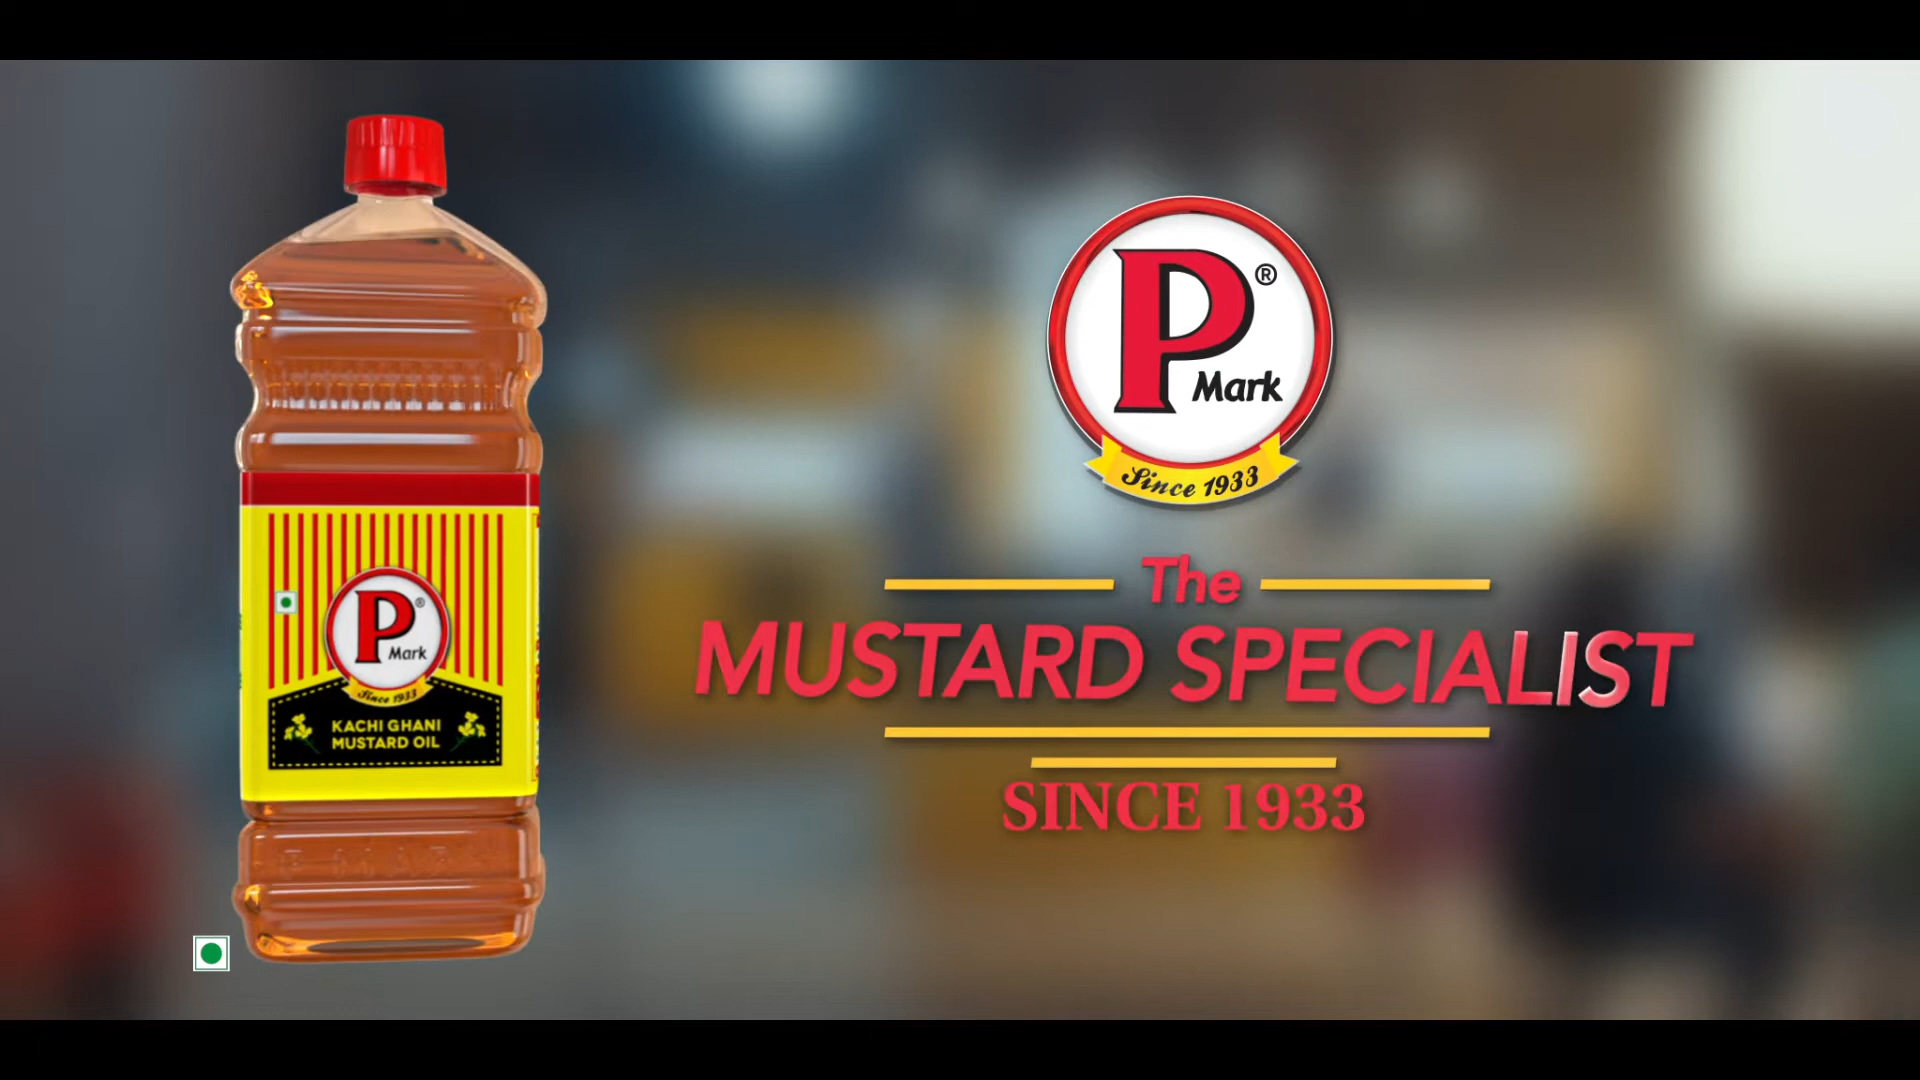 P®
Mark
Since 1933
The
MUSTARD SPECIALIST
SINCE 1933
P®
Mark
Since 1933
KACHI GHANI
MUSTARD OIL